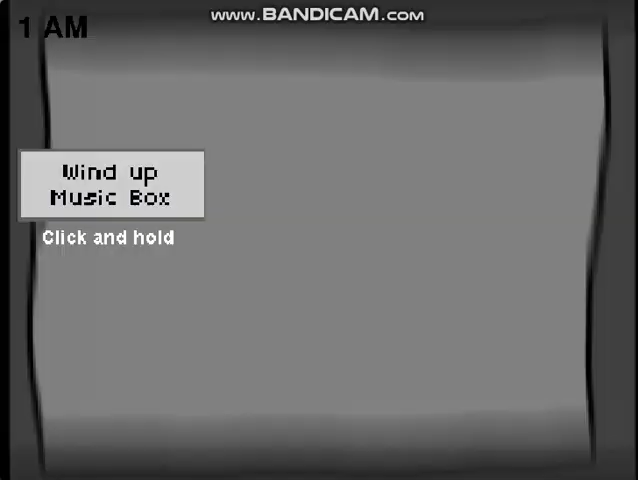 www.BANDICAM.com
1 AM
Wind up
Music Box
Click and hold